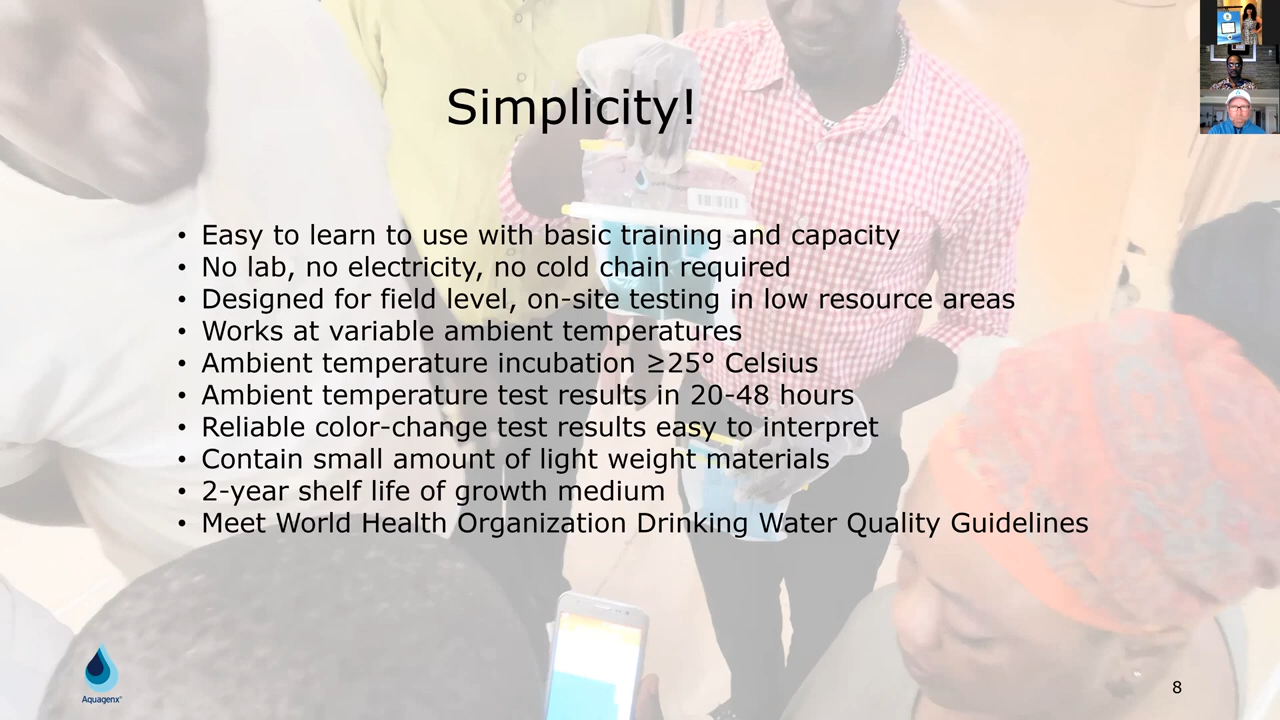 Simplicity!
• Easy to learn to use with basic training and capacity
• No lab, no electricity, no cold chain required
• Designed for field level, on-site testing in low resource areas
• Works at variable ambient temperatures
• Ambient temperature incubation ≥25° Celsius
• Ambient temperature test results in 20-48 hours
• Reliable color-change test results easy to interpret
• Contain small amount of light weight materials
• 2-year shelf life of growth medium
• Meet World Health Organization Drinking Water Quality Guidelines
Aquagenx®
8